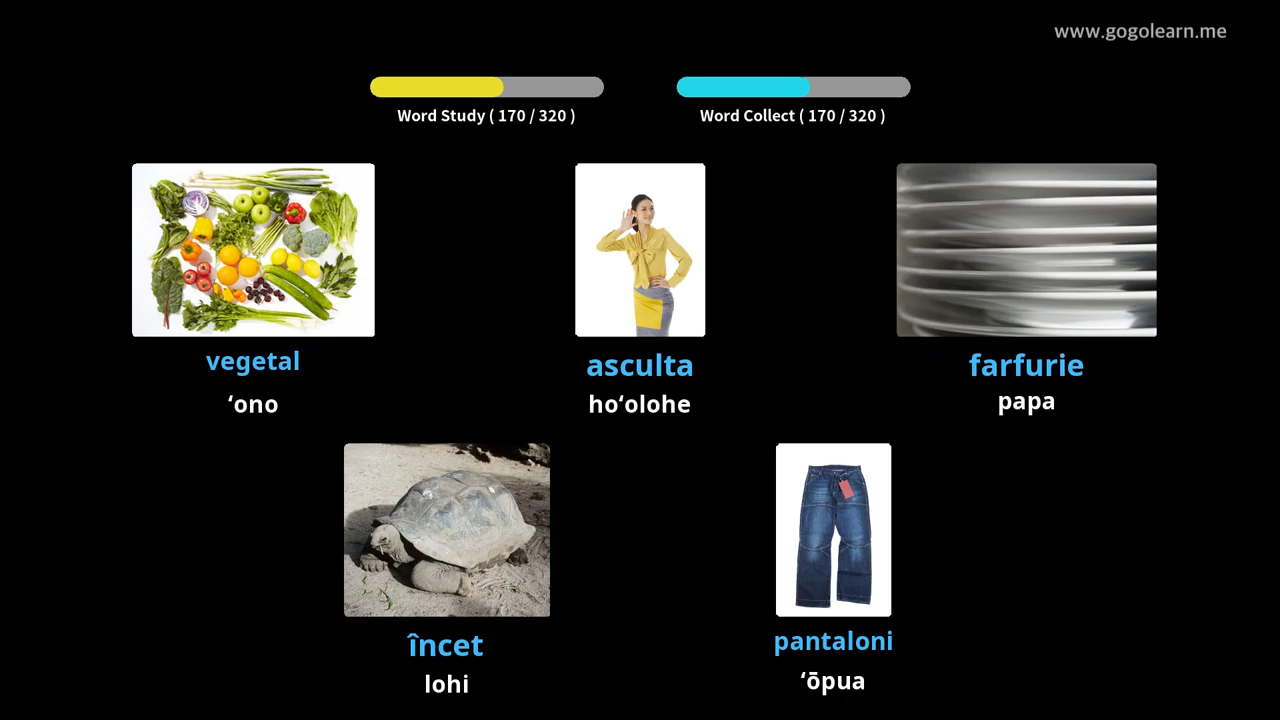 www.gogolearn.me
Word Study ( 170 / 320 )
Word Collect ( 170 / 320 )
vegetal
ʻono
asculta
hoʻolohe
farfurie
papa
încet
lohi
pantaloni
ʻōpua